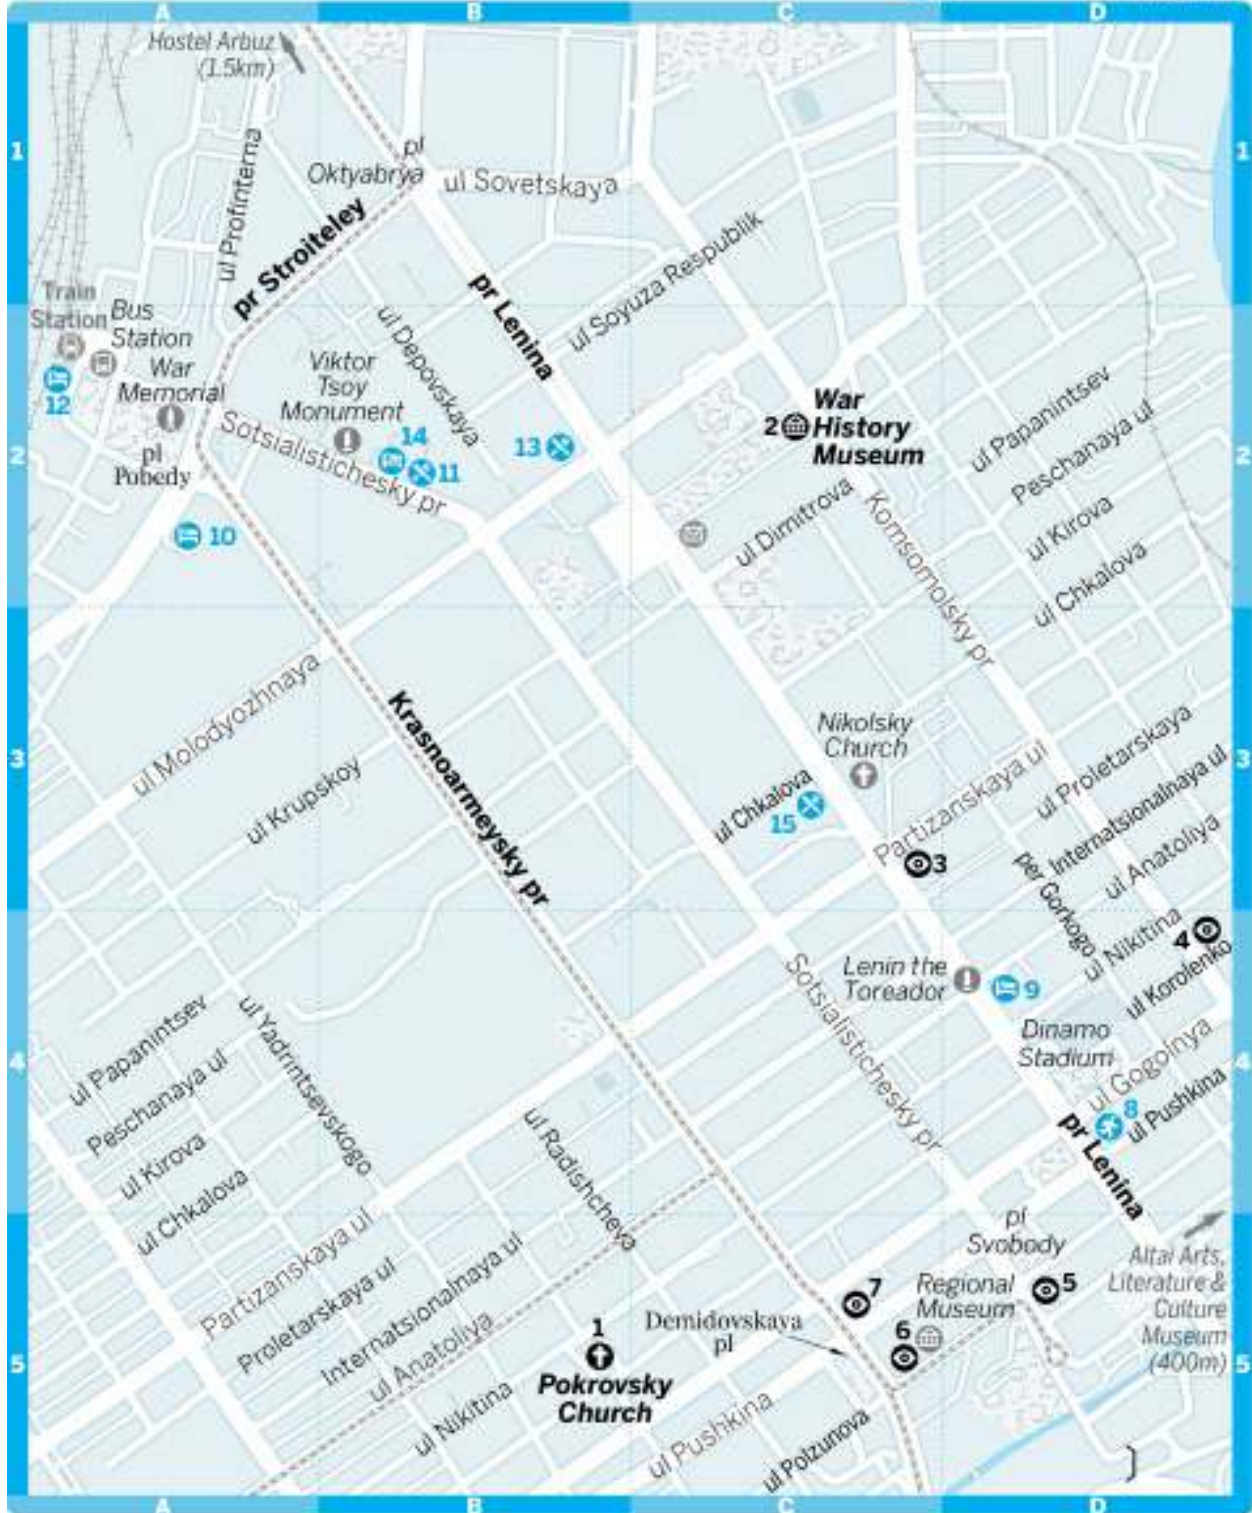 A
B
C
D
Hostel Arbuz
(1.5km)
1
1
pl
Oktyabrya
ul Sovetskaya
ul Profinterna
pr Stroiteley
pr Lenina
ul Soyuza Respublik
Train
Station
Bus
Station
War
Memorial
12
ul Depovskaya
Viktor
Tsoy
Monument
Sotsialistichesky pr
14
11
13
2
War
History
Museum
ul Papanintsev
Peschanaya ul
ul Kirova
ul Chkalova
2
2
pl
Pobedy
10
ul Dimitrova
Komsomolsky pr
ul Molodyozhnaya
ul Krupskoy
Krasnoarmeysky pr
3
3
Nikolsky
Church
ul Chkalova
15
Partizanskaya ul
3
ul Proletarskaya
Internatsionalnaya ul
ul Anatoliya
per Gorkogo
ul Nikitina
4
ul Korolenko
Lenin the
Toreador
9
Dinamo
Stadium
Sotsialistichesky pr
ul Gogolnya
8
ul Pushkina
pr Lenina
4
4
ul Papanintsev
Peschanaya ul
ul Kirova
ul Chkalova
ul Yadrintsevskogo
ul Radishcheva
Partizanskaya ul
Proletarskaya ul
Internatsionalnaya ul
ul Anatoliya
ul Nikitina
pl
Svobody
5
Regional
Museum
7
6
Altai Arts,
Literature &
Culture
Museum
(400m)
Demidovskaya
pl
1
Pokrovsky
Church
ul Pushkina
ul Polzunova
5
5
A
B
C
D